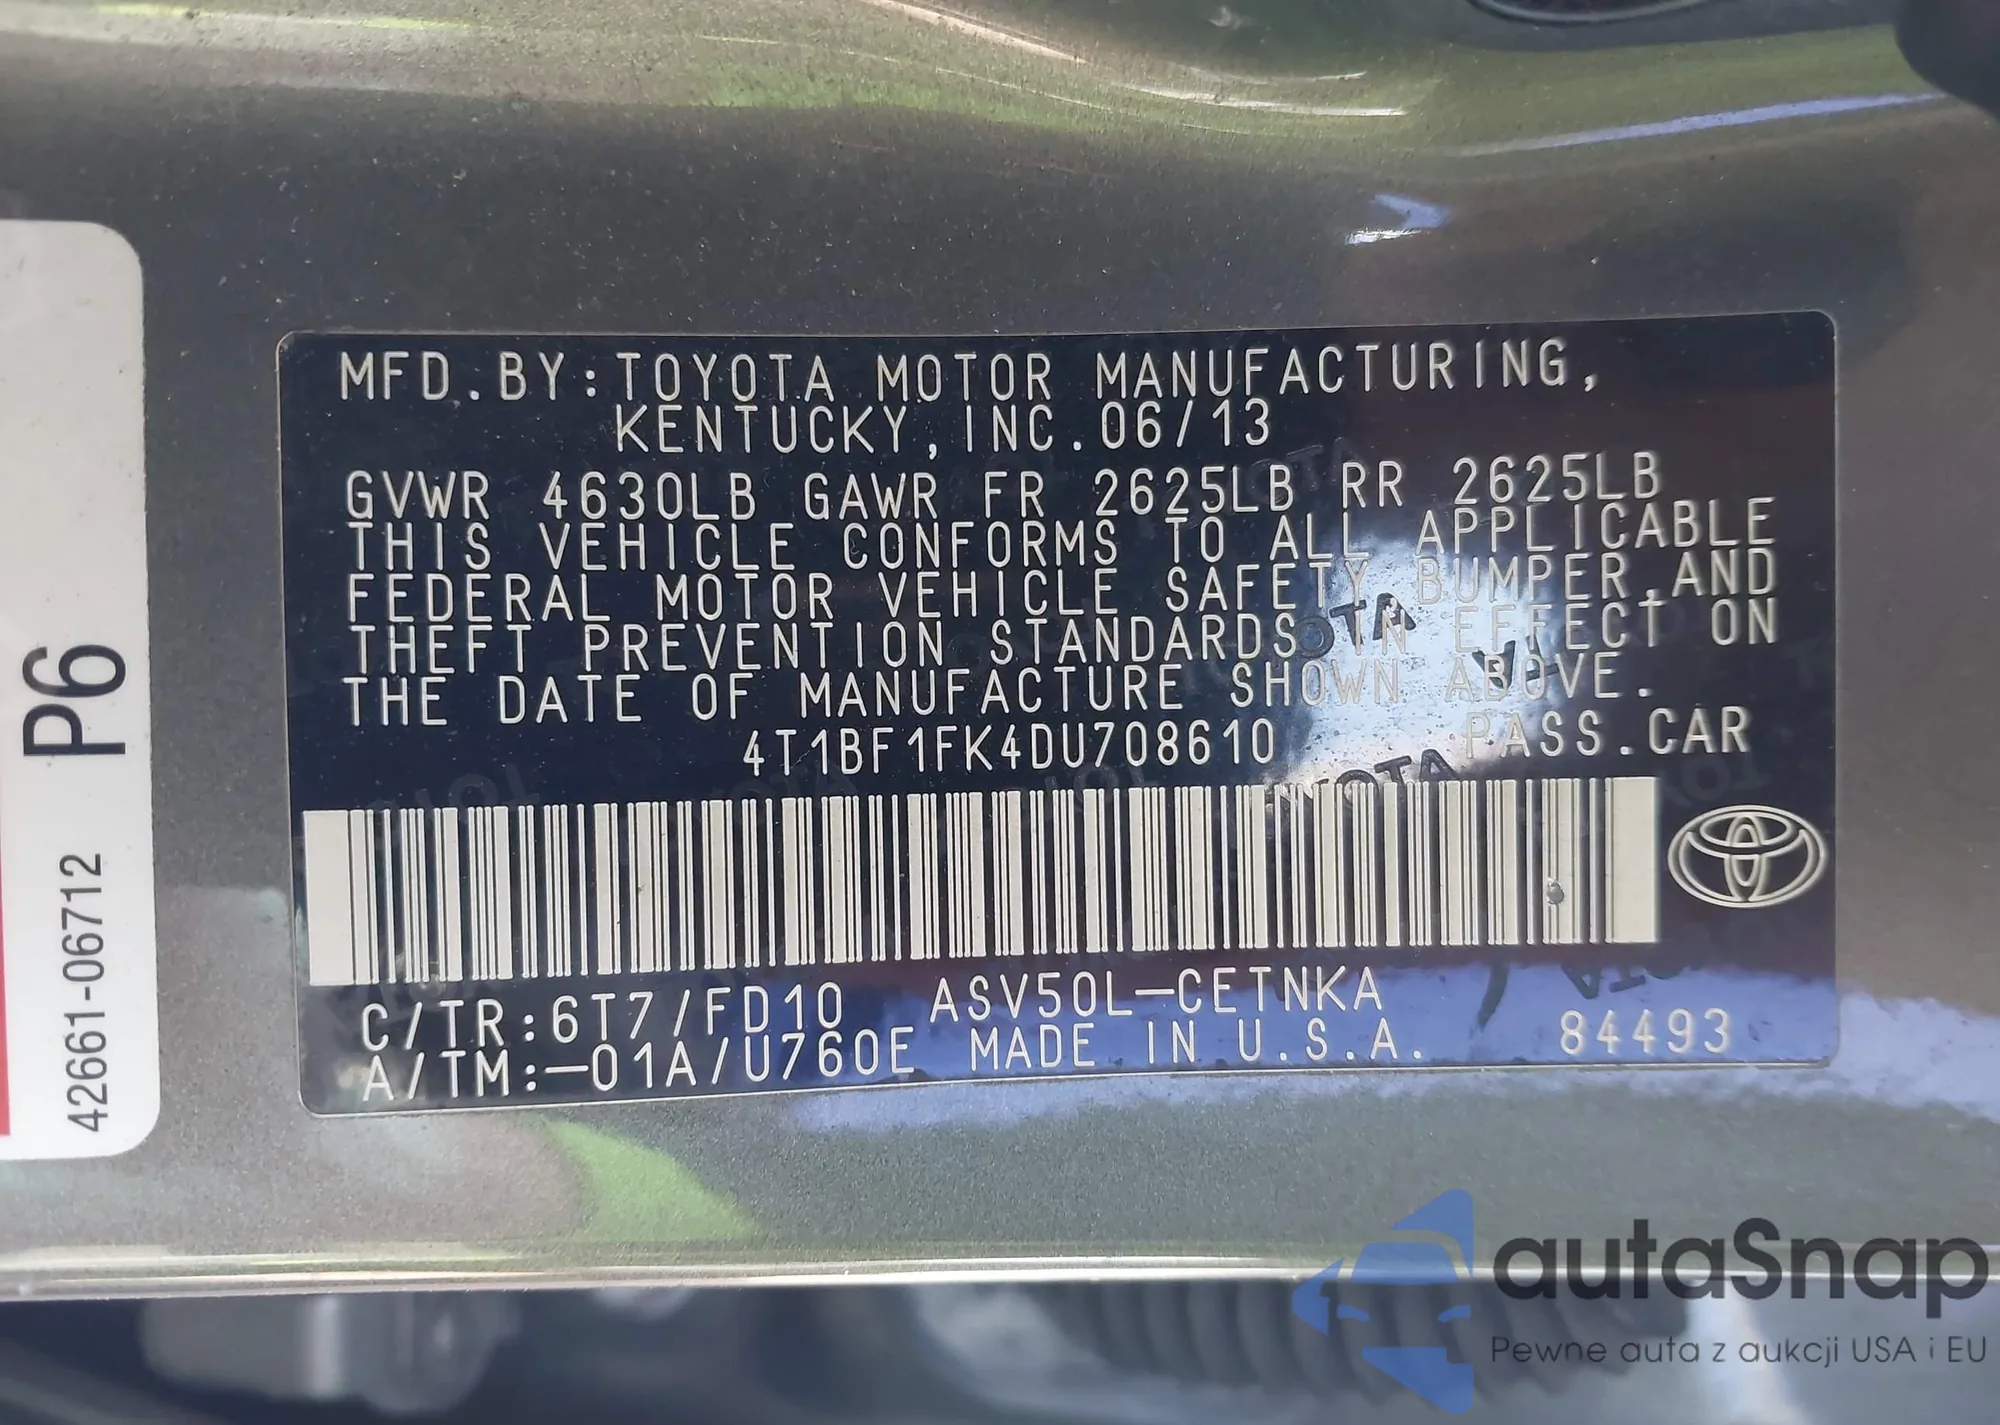 MFD.BY:TOYOTA MOTOR MANUFACTURING,
KENTUCKY,INC.06/13
GVWR 4630LB GAWR FR 2625LB RR 2625LB
THIS VEHICLE CONFORMS TO ALL APPLICABLE
FEDERAL MOTOR VEHICLE SAFETY BUMPER,AND
THEFT PREVENTION STANDARDS IN EFFECT ON
THE DATE OF MANUFACTURE SHOWN ABOVE.
4T1BF1FK4DU708610 PASS.CAR
C/TR:6T7/FD10 ASV50L-CETNKA
A/TM:-01A/U760E MADE IN U.S.A. 84493
P6
42661-06712
autaSnap
Pewne auta z aukcji USA i EU